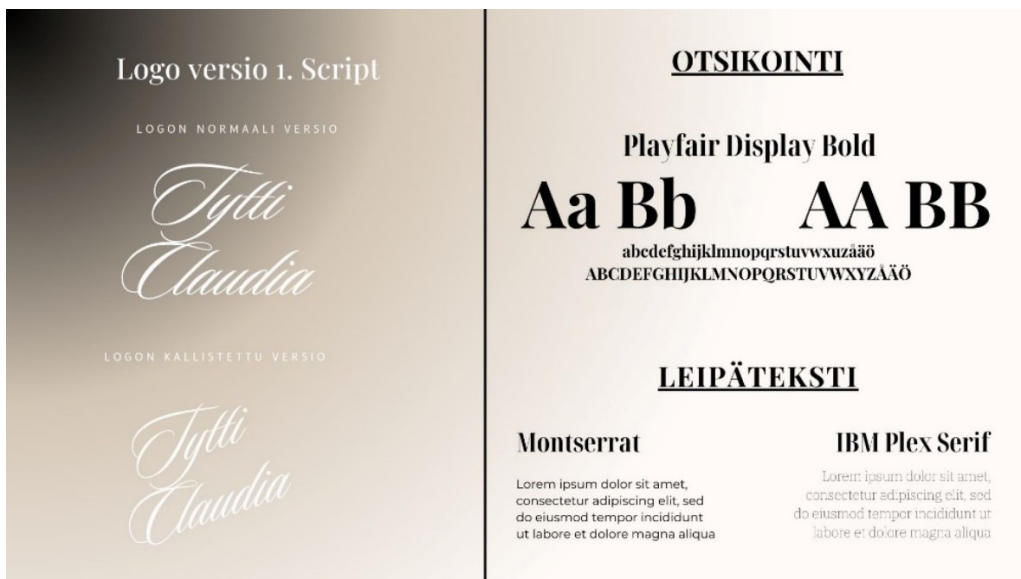 Logo versio 1. Script
LOGON NORMAALI VERSIO
Tytti
Claudia
LOGON KALLISTETTU VERSIO
Tytti
Claudia
OTSIKOINTI
Playfair Display Bold
Aa Bb AA BB
abcdefghijklmnopqrstuvwxuzåäö
ABCDEFGHIJKLMNOPQRSTUVWXYZÅÄÖ
LEIPÄTEKSTI
Montserrat
Lorem ipsum dolor sit amet,
consectetur adipiscing elit, sed
do eiusmod tempor incididunt
ut labore et dolore magna aliqua
IBM Plex Serif
Lorem ipsum dolor sit amet,
consectetur adipiscing elit, sed
do eiusmod tempor incididunt ut
labore et dolore magna aliqua